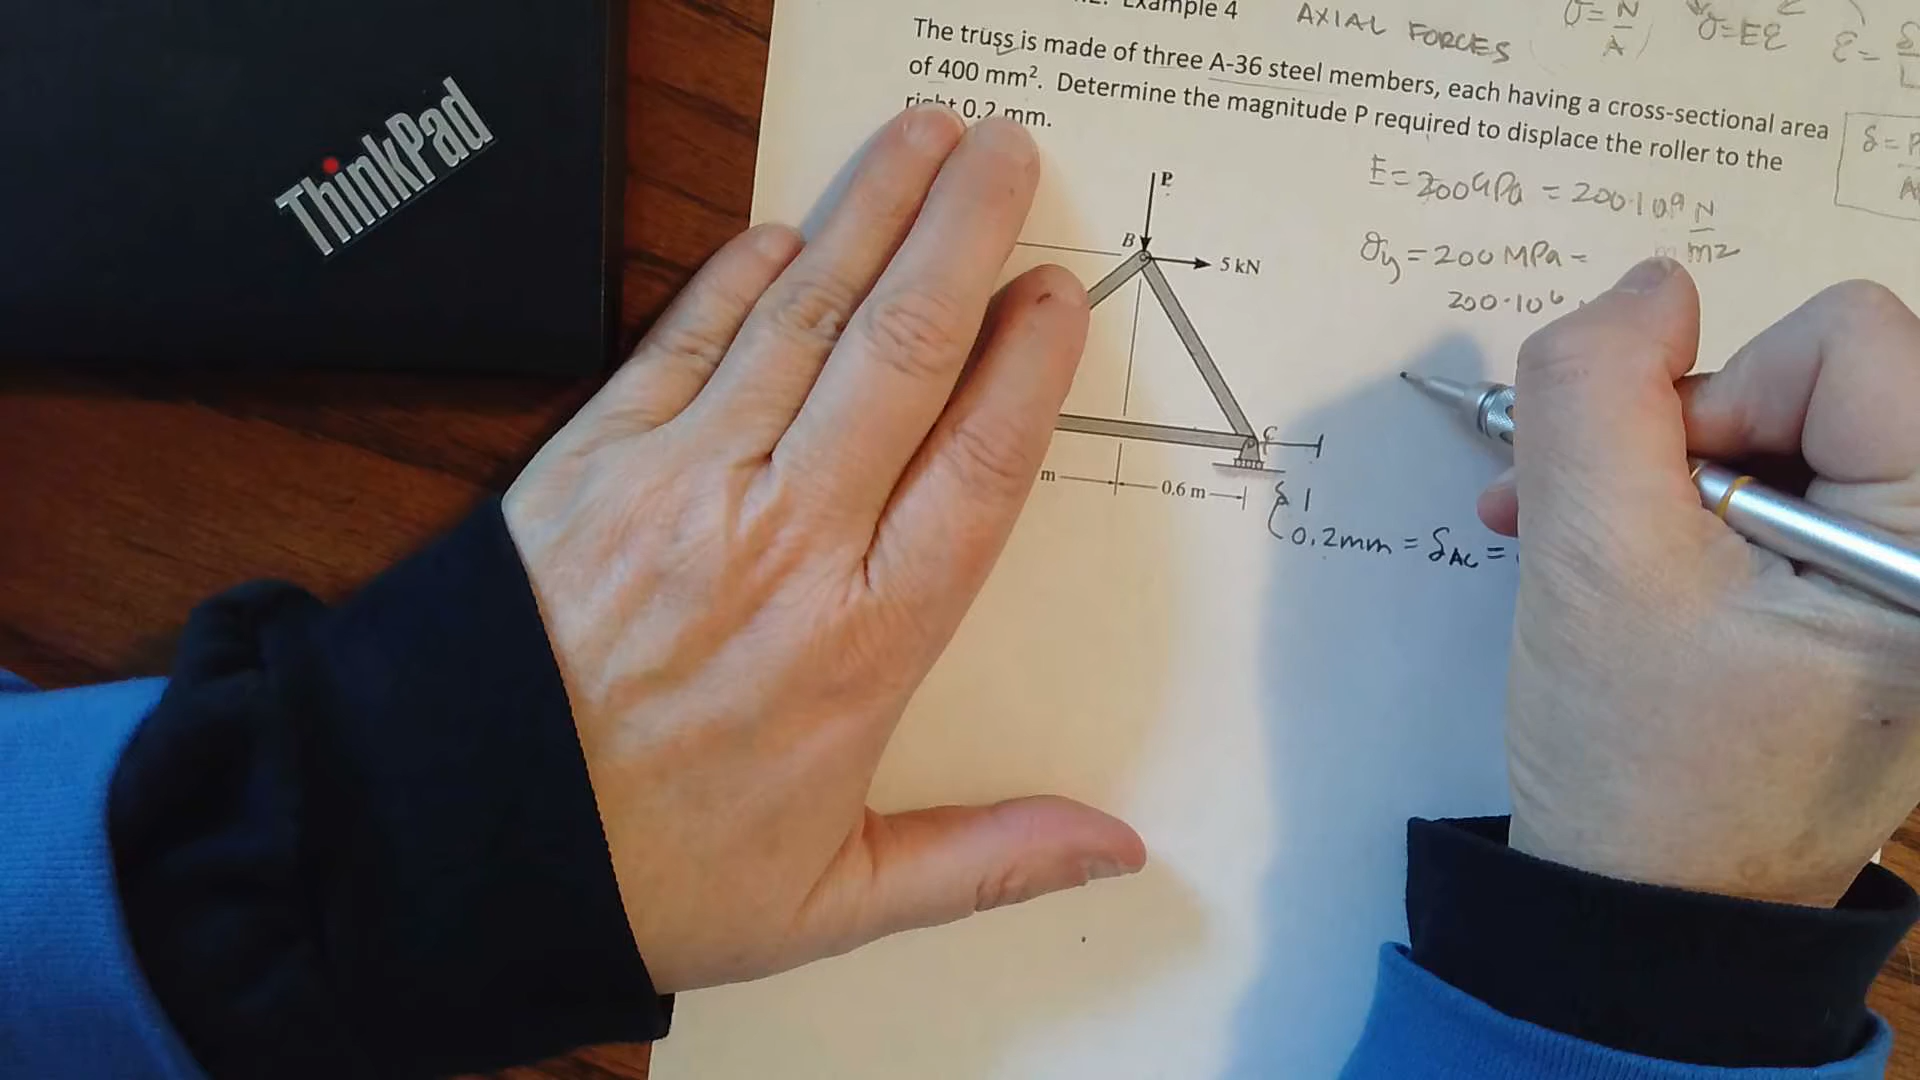 ThinkPad
Example 4
AXIAL FORCES
σ = N/A
σ = Eε
The truss is made of three A-36 steel members, each having a cross-sectional area
of 400 mm². Determine the magnitude P required to displace the roller to the
right 0.2 mm.
E = 200 GPa = 200·10⁹ N/m²
σy = 200 MPa =
200·10⁶
P
B
5 kN
C
m
0.6 m
0.2mm = δAC =